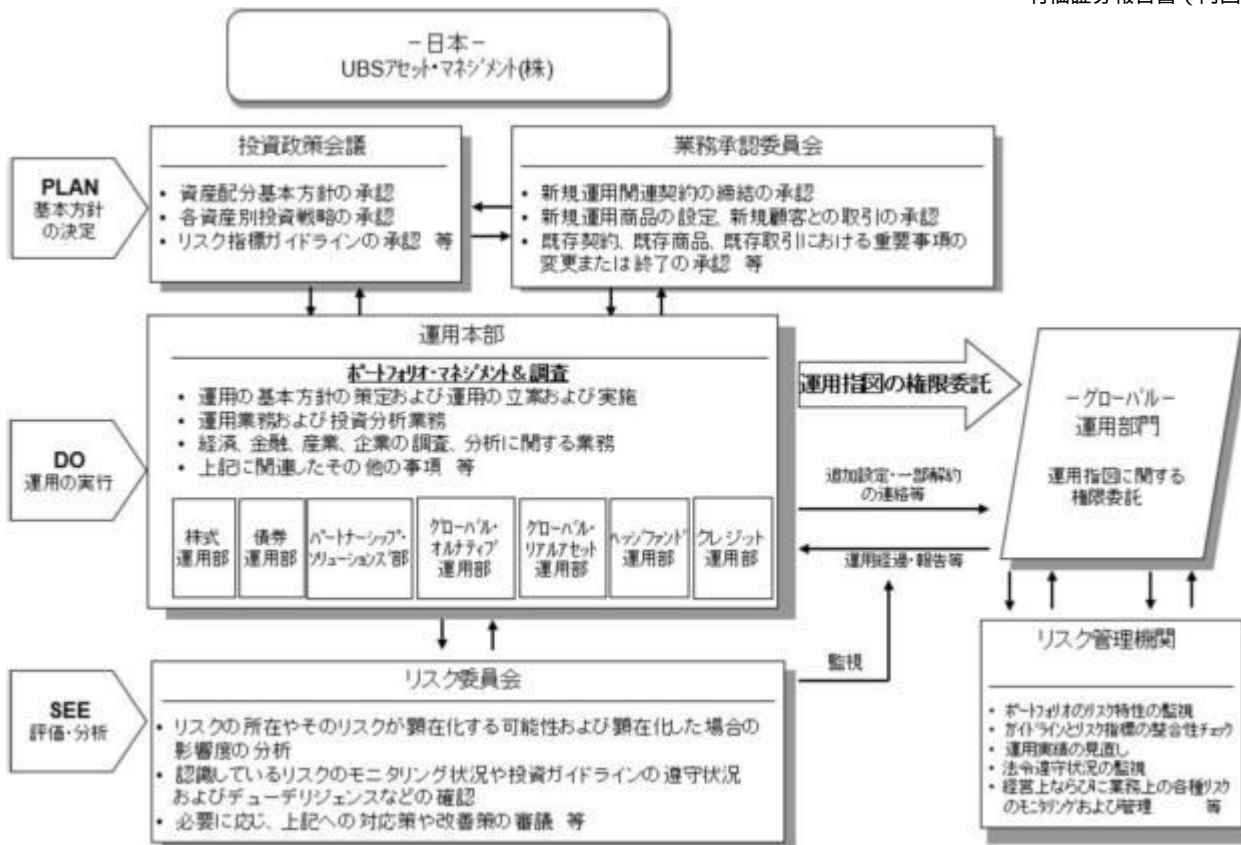 －日本－
UBSアセット・マネジメント(株)
投資政策会議
・ 資産配分基本方針の承認
・ 各資産別投資戦略の承認
・ リスク指標ガイドラインの承認 等
業務承認委員会
・ 新規運用関連契約の締結の承認
・ 新規運用商品の設定、新規顧客との取引の承認
・ 既存契約、既存商品、既存取引における重要事項の
変更または終了の承認 等
PLAN
基本方針
の決定
運用本部
ポートフォリオ・マネジメント＆調査
・ 運用の基本方針の策定および運用の立案および実施
・ 運用業務および投資分析業務
・ 経済、金融、産業、企業の調査、分析に関する業務
・ 上記に関連したその他の事項 等
DO
運用の実行
株式
運用部
債券
運用部
パートナーシップ・
ソリューションズ部
グローバル・
オルナティブ
運用部
グローバル・
リアルアセット
運用部
ヘッジファンド
運用部
クレジット
運用部
運用指図の権限委託
追加設定・一部解約
の連絡等
運用経過・報告等
－グローバル－
運用部門
運用指図に関する
権限委託
SEE
評価・分析
リスク委員会
・ リスクの所在やそのリスクが顕在化する可能性および顕在化した場合の
影響度の分析
・ 認識しているリスクのモニタリング状況や投資ガイドラインの遵守状況
およびデューデリジェンスなどの確認
・ 必要に応じ、上記への対応策や改善策の審議 等
監視
リスク管理機関
・ ポートフォリオのリスク特性の監視
・ ガイドラインとリスク指標の整合性チェック
・ 運用実績の見直し
・ 法令遵守状況の監視
・ 経営上ならびに業務上の各種リスク
のモニタリングおよび管理 等